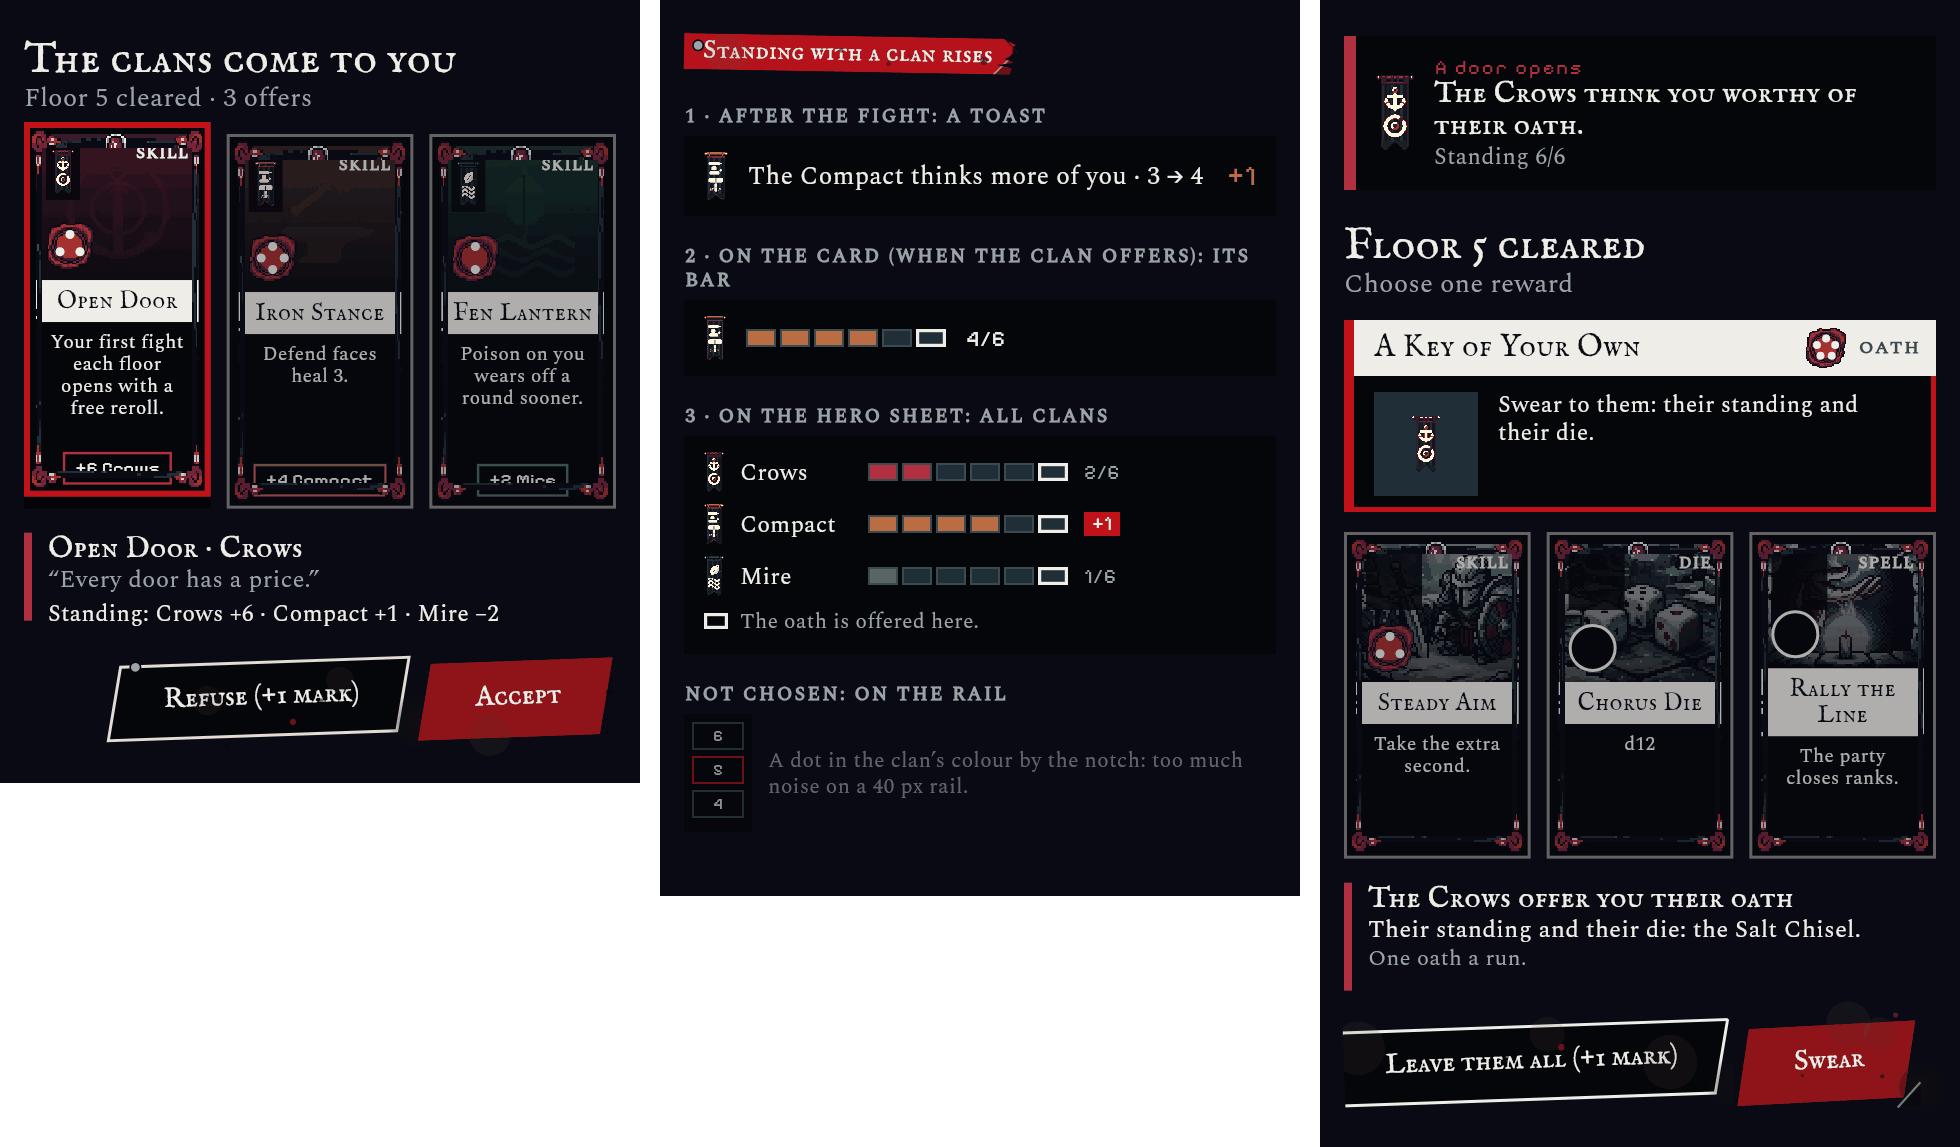 The clans come to you
Floor 5 cleared · 3 offers
SKILL
Open Door
Your first fight
each floor
opens with a
free reroll.
+6 Crows
SKILL
Iron Stance
Defend faces
heal 3.
+4 Compact
SKILL
Fen Lantern
Poison on you
wears off a
round sooner.
+2 Mire
Open Door · Crows
“Every door has a price.”
Standing: Crows +6 · Compact +1 · Mire −2
Refuse (+1 mark)
Accept
Standing with a clan rises
1 · AFTER THE FIGHT: A TOAST
The Compact thinks more of you · 3 → 4 +1
2 · ON THE CARD (WHEN THE CLAN OFFERS): ITS
BAR
4/6
3 · ON THE HERO SHEET: ALL CLANS
Crows 2/6
Compact +1
Mire 1/6
The oath is offered here.
NOT CHOSEN: ON THE RAIL
6
5
4
A dot in the clan’s colour by the notch: too much
noise on a 40 px rail.
A door opens
The Crows think you worthy of
their oath.
Standing 6/6
Floor 5 cleared
Choose one reward
A Key of Your Own
OATH
Swear to them: their standing and
their die.
SKILL
Steady Aim
Take the extra
second.
DIE
Chorus Die
d12
SPELL
Rally the
Line
The party
closes ranks.
The Crows offer you their oath
Their standing and their die: the Salt Chisel.
One oath a run.
Leave them all (+1 mark)
Swear